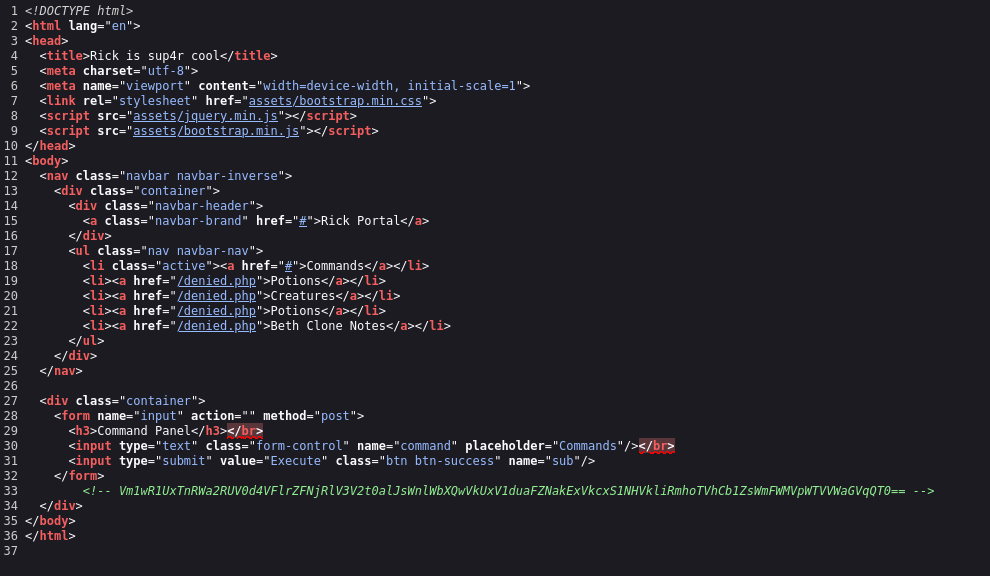 1 <!DOCTYPE html>
2 <html lang="en">
3 <head>
4   <title>Rick is sup4r cool</title>
5   <meta charset="utf-8">
6   <meta name="viewport" content="width=device-width, initial-scale=1">
7   <link rel="stylesheet" href="assets/bootstrap.min.css">
8   <script src="assets/jquery.min.js"></script>
9   <script src="assets/bootstrap.min.js"></script>
10 </head>
11 <body>
12   <nav class="navbar navbar-inverse">
13     <div class="container">
14       <div class="navbar-header">
15         <a class="navbar-brand" href="#">Rick Portal</a>
16       </div>
17       <ul class="nav navbar-nav">
18         <li class="active"><a href="#">Commands</a></li>
19         <li><a href="/denied.php">Potions</a></li>
20         <li><a href="/denied.php">Creatures</a></li>
21         <li><a href="/denied.php">Potions</a></li>
22         <li><a href="/denied.php">Beth Clone Notes</a></li>
23       </ul>
24     </div>
25   </nav>
26
27   <div class="container">
28     <form name="input" action="" method="post">
29       <h3>Command Panel</h3></br>
30       <input type="text" class="form-control" name="command" placeholder="Commands"/></br>
31       <input type="submit" value="Execute" class="btn btn-success" name="sub"/>
32     </form>
33         <!-- Vm1wR1UxTnRWa2RUV0d4VFlrZFNjRlV3V2t0alJsWnlWbXQwVkUxV1duaFZNakExVkcxS1NHVkliRmhoTVhCb1ZsWmFWMVpWTVVWaGVqQT0== -->
34   </div>
35 </body>
36 </html>
37